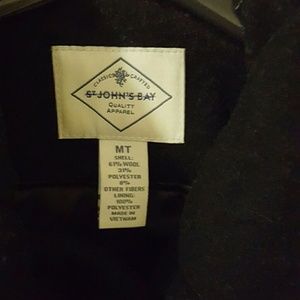 CLASSIC CRAFTED
ST JOHN'S BAY
QUALITY
APPAREL
MT
SHELL:
61% WOOL
31%
POLYESTER
8%
OTHER FIBERS
LINING:
100%
POLYESTER
MADE IN
VIETNAM